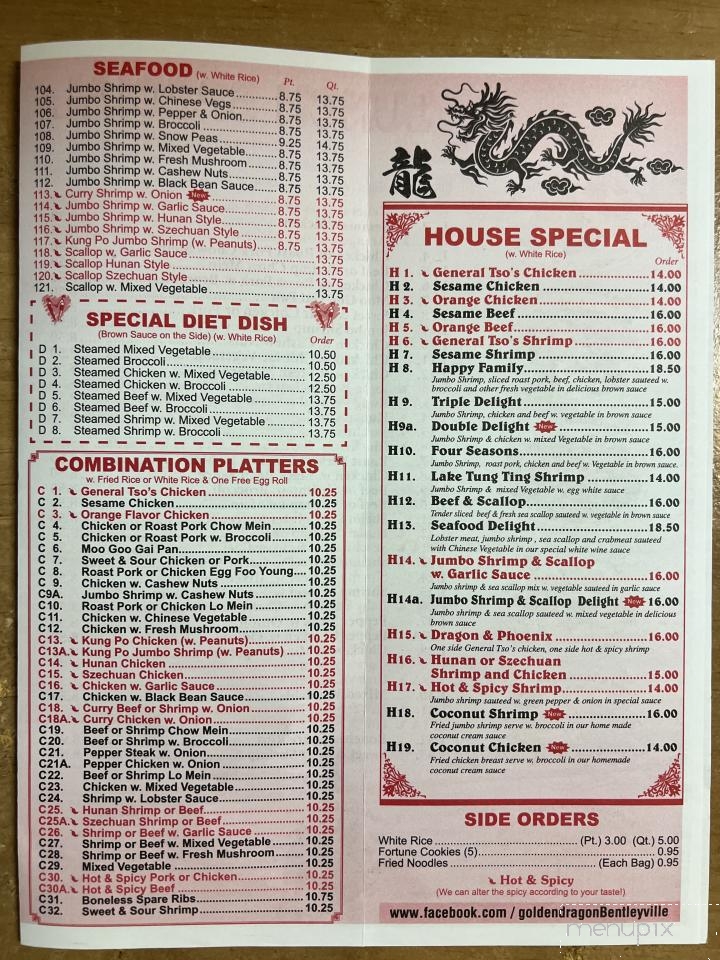 SEAFOOD (w. White Rice) Pt. Qt.
104. Jumbo Shrimp w. Lobster Sauce 8.75 13.75
105. Jumbo Shrimp w. Chinese Vegs 8.75 13.75
106. Jumbo Shrimp w. Pepper & Onion 8.75 13.75
107. Jumbo Shrimp w. Broccoli 8.75 13.75
108. Jumbo Shrimp w. Snow Peas 9.25 14.75
109. Jumbo Shrimp w. Mixed Vegetable 8.75 13.75
110. Jumbo Shrimp w. Fresh Mushroom 8.75 13.75
111. Jumbo Shrimp w. Cashew Nuts 8.75 13.75
112. Jumbo Shrimp w. Black Bean Sauce 8.75 13.75
113. Curry Shrimp w. Onion New 8.75 13.75
114. Jumbo Shrimp w. Garlic Sauce 8.75 13.75
115. Jumbo Shrimp w. Hunan Style 8.75 13.75
116. Jumbo Shrimp w. Szechuan Style 8.75 13.75
117. Kung Po Jumbo Shrimp (w. Peanuts) 8.75 13.75
118. Scallop w. Garlic Sauce 13.75
119. Scallop Hunan Style 13.75
120. Scallop Szechuan Style 13.75
121. Scallop w. Mixed Vegetable 13.75
SPECIAL DIET DISH
(Brown Sauce on the Side) (w. White Rice) Order
D 1. Steamed Mixed Vegetable 10.50
D 2. Steamed Broccoli 10.50
D 3. Steamed Chicken w. Mixed Vegetable 12.50
D 4. Steamed Chicken w. Broccoli 12.50
D 5. Steamed Beef w. Mixed Vegetable 13.75
D 6. Steamed Beef w. Broccoli 13.75
D 7. Steamed Shrimp w. Mixed Vegetable 13.75
D 8. Steamed Shrimp w. Broccoli 13.75
COMBINATION PLATTERS
w. Fried Rice or White Rice & One Free Egg Roll
C 1. General Tso's Chicken 10.25
C 2. Sesame Chicken 10.25
C 3. Orange Flavor Chicken 10.25
C 4. Chicken or Roast Pork Chow Mein 10.25
C 5. Chicken or Roast Pork w. Broccoli 10.25
C 6. Moo Goo Gai Pan 10.25
C 7. Sweet & Sour Chicken or Pork 10.25
C 8. Roast Pork or Chicken Egg Foo Young 10.25
C 9. Chicken w. Cashew Nuts 10.25
C9A. Jumbo Shrimp w. Cashew Nuts 10.25
C10. Roast Pork or Chicken Lo Mein 10.25
C11. Chicken w. Chinese Vegetable 10.25
C12. Chicken w. Fresh Mushroom 10.25
C13. Kung Po Chicken (w. Peanuts) 10.25
C13A. Kung Po Jumbo Shrimp (w. Peanuts) 10.25
C14. Hunan Chicken 10.25
C15. Szechuan Chicken 10.25
C16. Chicken w. Garlic Sauce 10.25
C17. Chicken w. Black Bean Sauce 10.25
C18. Curry Beef or Shrimp w. Onion 10.25
C18A. Curry Chicken w. Onion 10.25
C19. Beef or Shrimp Chow Mein 10.25
C20. Beef or Shrimp w. Broccoli 10.25
C21. Pepper Steak w. Onion 10.25
C21A. Pepper Chicken w. Onion 10.25
C22. Beef or Shrimp Lo Mein 10.25
C23. Chicken w. Mixed Vegetable 10.25
C24. Shrimp w. Lobster Sauce 10.25
C25. Hunan Shrimp or Beef 10.25
C25A. Szechuan Shrimp or Beef 10.25
C26. Shrimp or Beef w. Garlic Sauce 10.25
C27. Shrimp or Beef w. Mixed Vegetable 10.25
C28. Shrimp or Beef w. Fresh Mushroom 10.25
C29. Mixed Vegetable 10.25
C30. Hot & Spicy Pork or Chicken 10.25
C30A. Hot & Spicy Beef 10.25
C31. Boneless Spare Ribs 10.75
C32. Sweet & Sour Shrimp 10.25
龍
HOUSE SPECIAL
(w. White Rice)
Order
H 1. General Tso's Chicken 14.00
H 2. Sesame Chicken 14.00
H 3. Orange Chicken 14.00
H 4. Sesame Beef 16.00
H 5. Orange Beef 16.00
H 6. General Tso's Shrimp 16.00
H 7. Sesame Shrimp 16.00
H 8. Happy Family 18.50
Jumbo Shrimp, sliced roast pork, beef, chicken, lobster sauteed w.
broccoli and other fresh vegetable in delicious brown sauce
H 9. Triple Delight 15.00
Jumbo Shrimp, chicken and beef w. vegetable in brown sauce
H9a. Double Delight New 15.00
Jumbo Shrimp & chicken w. mixed Vegetable in brown sauce
H10. Four Seasons 16.00
Jumbo Shrimp, roast pork, chicken and beef w. Vegetable in brown sauce.
H11. Lake Tung Ting Shrimp 14.00
Jumbo Shrimp & mixed Vegetable w. egg white sauce
H12. Beef & Scallop 16.00
Tender sliced beef & fresh sea scallop sauteed w. vegetable in brown sauce
H13. Seafood Delight 18.50
Lobster meat, jumbo shrimp, sea scallop and crabmeat sauteed
with Chinese Vegetable in our special white wine sauce
H14. Jumbo Shrimp & Scallop
w. Garlic Sauce 16.00
Jumbo shrimp & sea scallop mix w. vegetable sauteed in garlic sauce
H14a. Jumbo Shrimp & Scallop Delight New 16.00
Jumbo shrimp & sea scallop sauteed w. mixed vegetable in delicious
brown sauce
H15. Dragon & Phoenix 16.00
One side General Tso's chicken, one side hot & spicy shrimp
H16. Hunan or Szechuan
Shrimp and Chicken 15.00
H17. Hot & Spicy Shrimp 14.00
Jumbo shrimp sauteed w. green pepper & onion in special sauce
H18. Coconut Shrimp New 16.00
Fried jumbo shrimp serve w. broccoli in our home made
coconut cream sauce
H19. Coconut Chicken New 14.00
Fried chicken breast serve w. broccoli in our homemade
coconut cream sauce
SIDE ORDERS
White Rice (Pt.) 3.00 (Qt.) 5.00
Fortune Cookies (5) 0.95
Fried Noodles (Each Bag) 0.95
Hot & Spicy
(We can alter the spicy according to your taste!)
www.facebook.com / goldendragonBentleyville
menupix